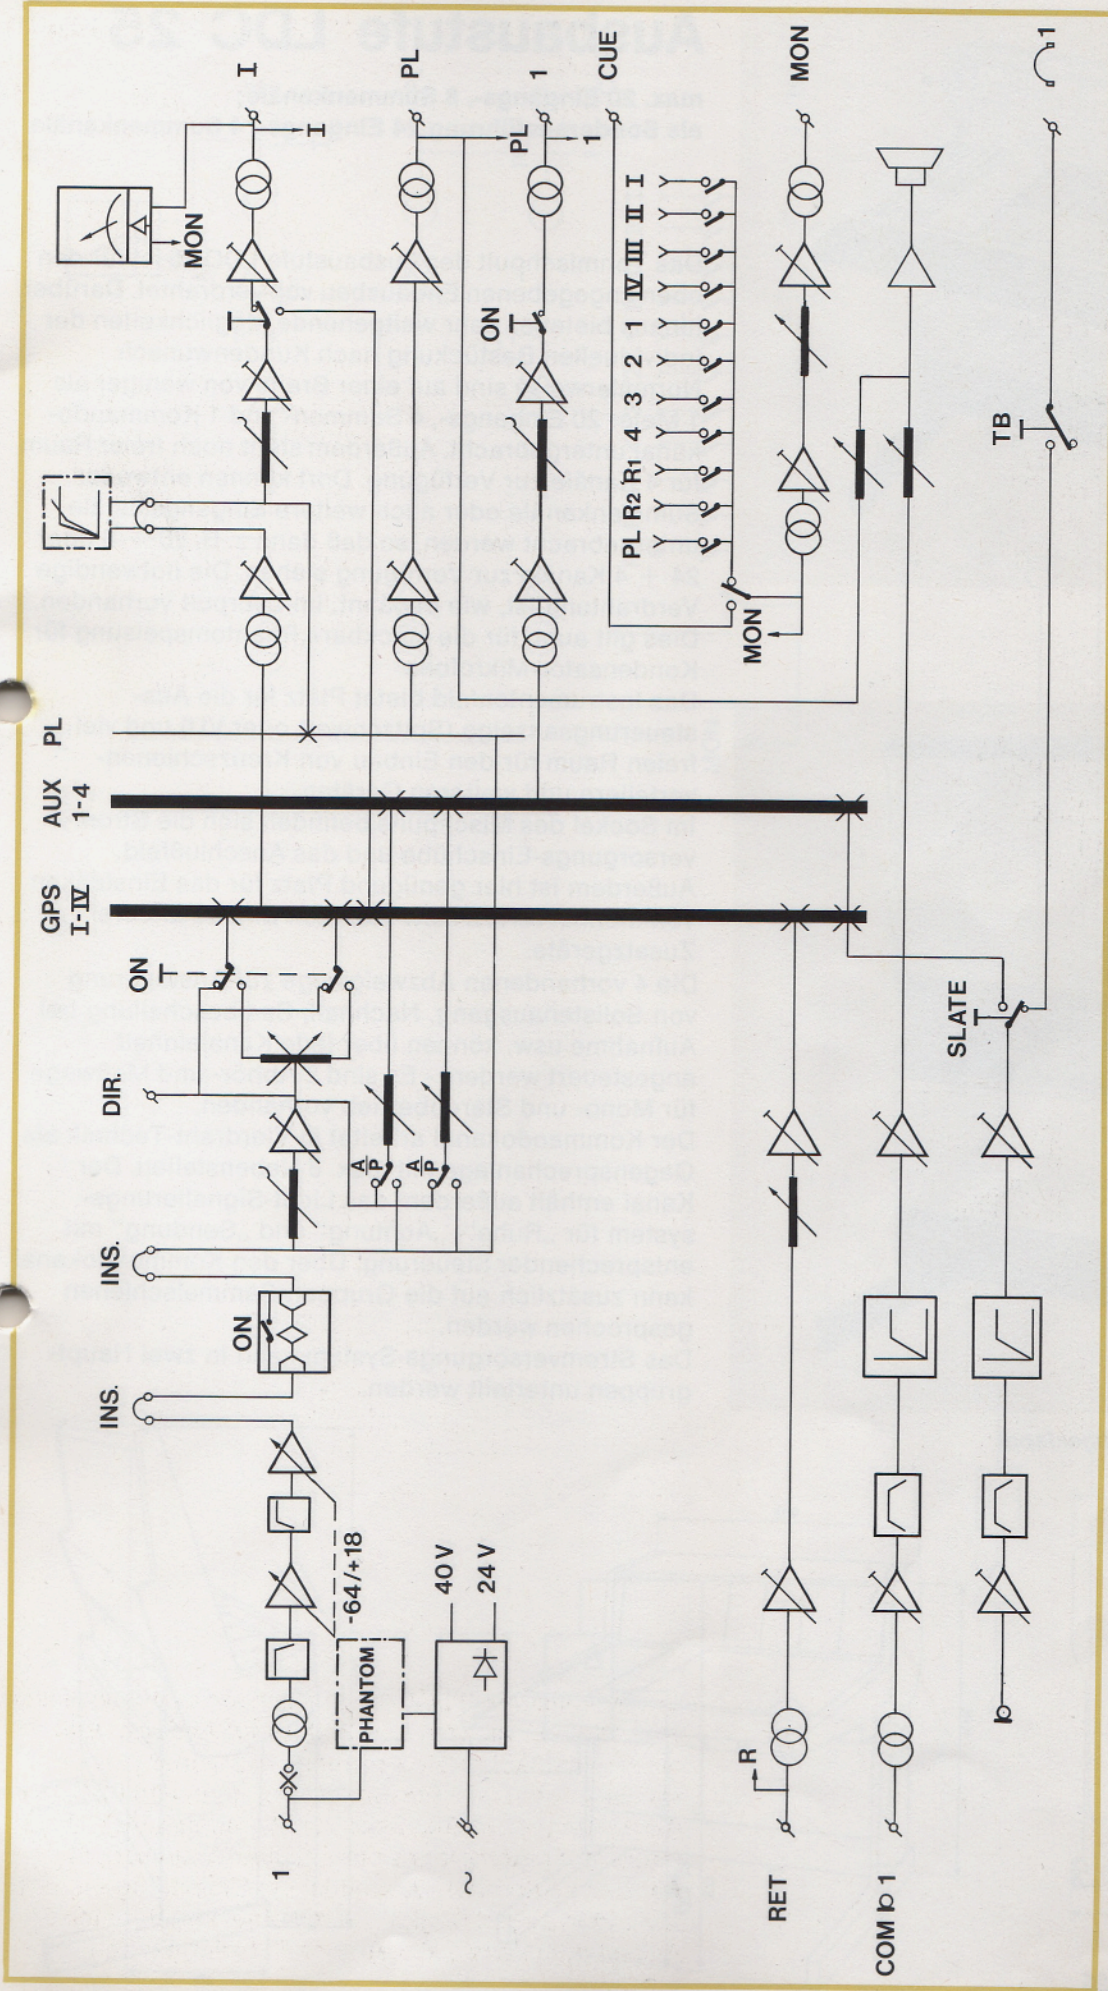 1
~
PHANTOM
40 V
24 V
-64/+18
INS.
ON
INS.
DIR.
A/P
A/P
ON
GPS
I-IV
AUX
1-4
PL
MON
I
I
PL
PL
ON
1
1
CUE
PL R2 R1 4 3 2 1 IV III II I
MON
MON
RET
R
COM 1
SLATE
TB
1